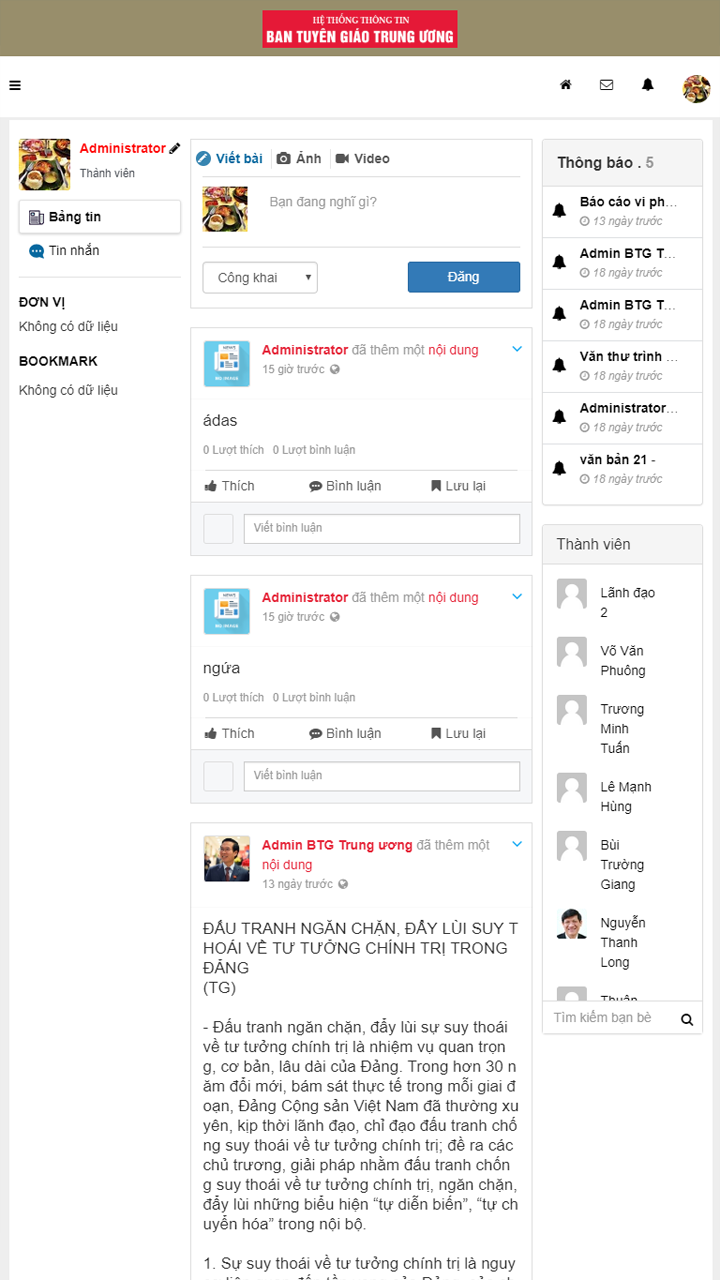 HỆ THỐNG THÔNG TIN
BAN TUYÊN GIÁO TRUNG ƯƠNG
Administrator
Thành viên
Bảng tin
Tin nhắn
ĐƠN VỊ
Không có dữ liệu
BOOKMARK
Không có dữ liệu
Viết bài
Ảnh
Video
Bạn đang nghĩ gì?
Công khai
Đăng
Administrator đã thêm một nội dung
15 giờ trước
ádas
0 Lượt thích 0 Lượt bình luận
Thích
Bình luận
Lưu lại
Viết bình luận
Administrator đã thêm một nội dung
15 giờ trước
ngứa
0 Lượt thích 0 Lượt bình luận
Thích
Bình luận
Lưu lại
Viết bình luận
Admin BTG Trung ương đã thêm một
nội dung
13 ngày trước
ĐẤU TRANH NGĂN CHẶN, ĐẨY LÙI SUY T
HOÁI VỀ TƯ TƯỞNG CHÍNH TRỊ TRONG
ĐẢNG
(TG)
- Đấu tranh ngăn chặn, đẩy lùi sự suy thoái
về tư tưởng chính trị là nhiệm vụ quan trọn
g, cơ bản, lâu dài của Đảng. Trong hơn 30 n
ăm đổi mới, bám sát thực tế trong mỗi giai đ
oạn, Đảng Cộng sản Việt Nam đã thường xu
yên, kịp thời lãnh đạo, chỉ đạo đấu tranh chố
ng suy thoái về tư tưởng chính trị; đề ra các
chủ trương, giải pháp nhằm đấu tranh chốn
g suy thoái về tư tưởng chính trị, ngăn chặn,
đẩy lùi những biểu hiện “tự diễn biến”, “tự ch
uyển hóa” trong nội bộ.
1. Sự suy thoái về tư tưởng chính trị là nguy
Thông báo . 5
Báo cáo vi ph...
13 ngày trước
Admin BTG T...
18 ngày trước
Admin BTG T...
18 ngày trước
Văn thư trình ...
18 ngày trước
Administrator...
18 ngày trước
văn bản 21 -
18 ngày trước
Thành viên
Lãnh đạo
2
Võ Văn
Phuông
Trương
Minh
Tuấn
Lê Mạnh
Hùng
Bùi
Trường
Giang
Nguyễn
Thanh
Long
Thuận
Tìm kiếm bạn bè